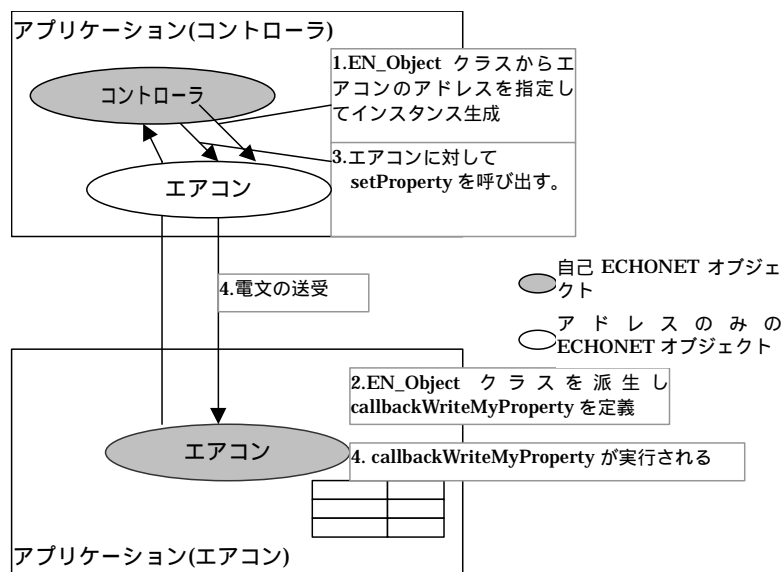 アプリケーション(コントローラ)
1.EN_Object クラスからエ
アコンのアドレスを指定し
てインスタンス生成
コントローラ
3.エアコンに対して
setProperty を呼び出す。
エアコン
4.電文の送受
自己 ECHONET オブジェ
クト
アドレスのみの
ECHONET オブジェクト
2.EN_Object クラスを派生し
callbackWriteMyProperty を定義
エアコン
4. callbackWriteMyProperty が実行される
アプリケーション(エアコン)